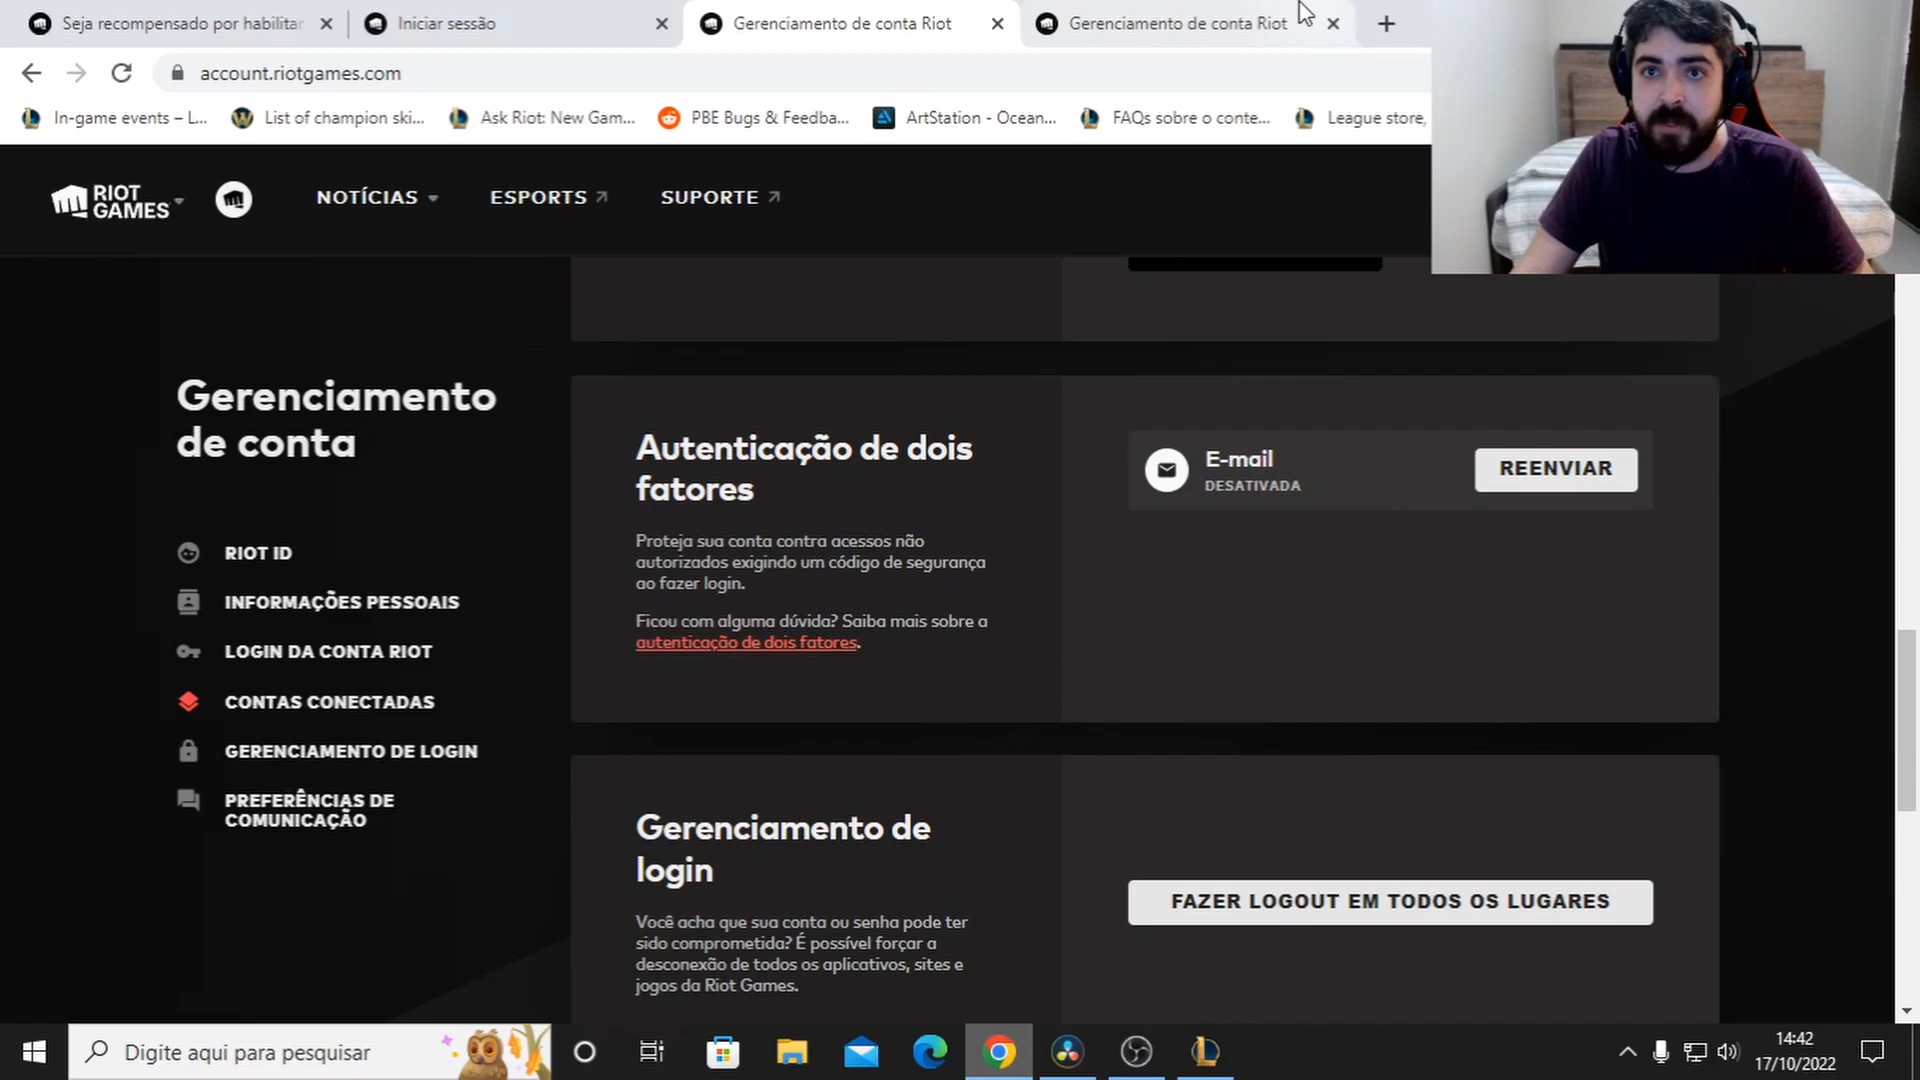 Seja recompensado por habilitar
Iniciar sessão
Gerenciamento de conta Riot
Gerenciamento de conta Riot
account.riotgames.com
In-game events – L...
List of champion ski...
Ask Riot: New Gam...
PBE Bugs & Feedba...
ArtStation - Ocean...
FAQs sobre o conte...
League store,
RIOT
GAMES
NOTÍCIAS
ESPORTS
SUPORTE
Gerenciamento
de conta
RIOT ID
INFORMAÇÕES PESSOAIS
LOGIN DA CONTA RIOT
CONTAS CONECTADAS
GERENCIAMENTO DE LOGIN
PREFERÊNCIAS DE
COMUNICAÇÃO
Autenticação de dois
fatores
Proteja sua conta contra acessos não
autorizados exigindo um código de segurança
ao fazer login.
Ficou com alguma dúvida? Saiba mais sobre a
autenticação de dois fatores.
E-mail
DESATIVADA
REENVIAR
Gerenciamento de
login
Você acha que sua conta ou senha pode ter
sido comprometida? É possível forçar a
desconexão de todos os aplicativos, sites e
jogos da Riot Games.
FAZER LOGOUT EM TODOS OS LUGARES
Digite aqui para pesquisar
14:42
17/10/2022